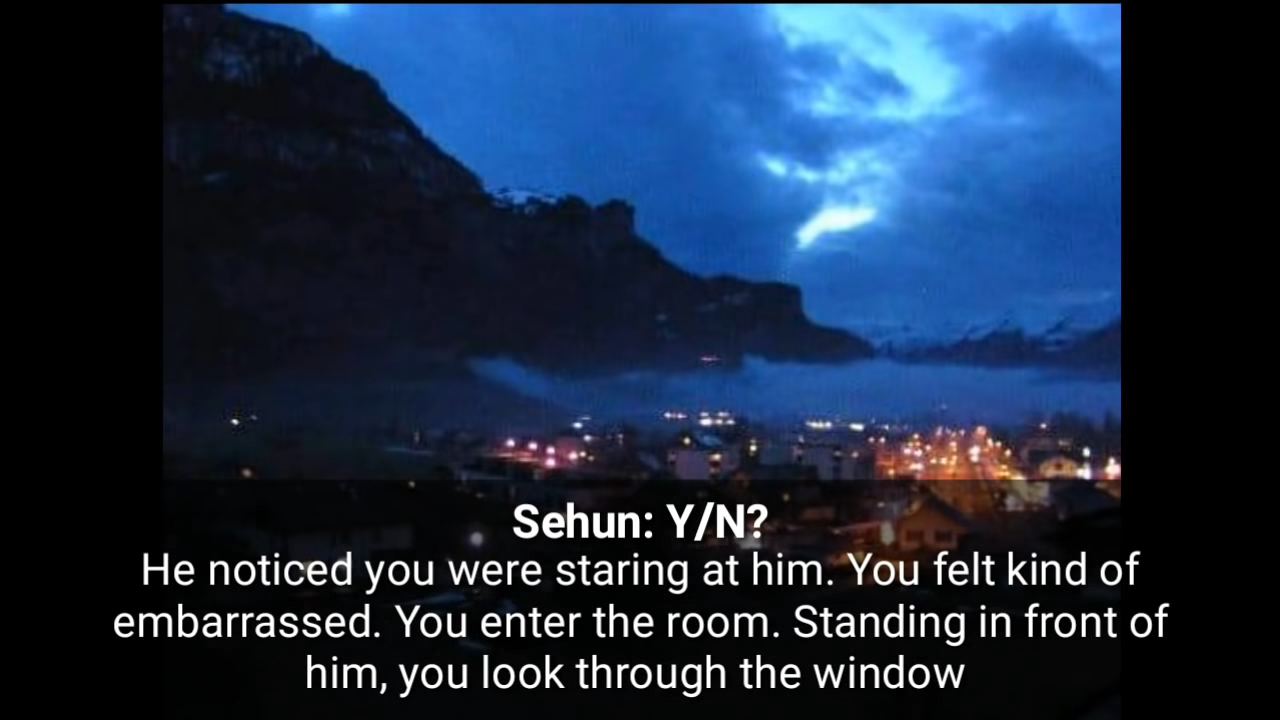 Sehun: Y/N?
He noticed you were staring at him. You felt kind of
embarrassed. You enter the room. Standing in front of
him, you look through the window